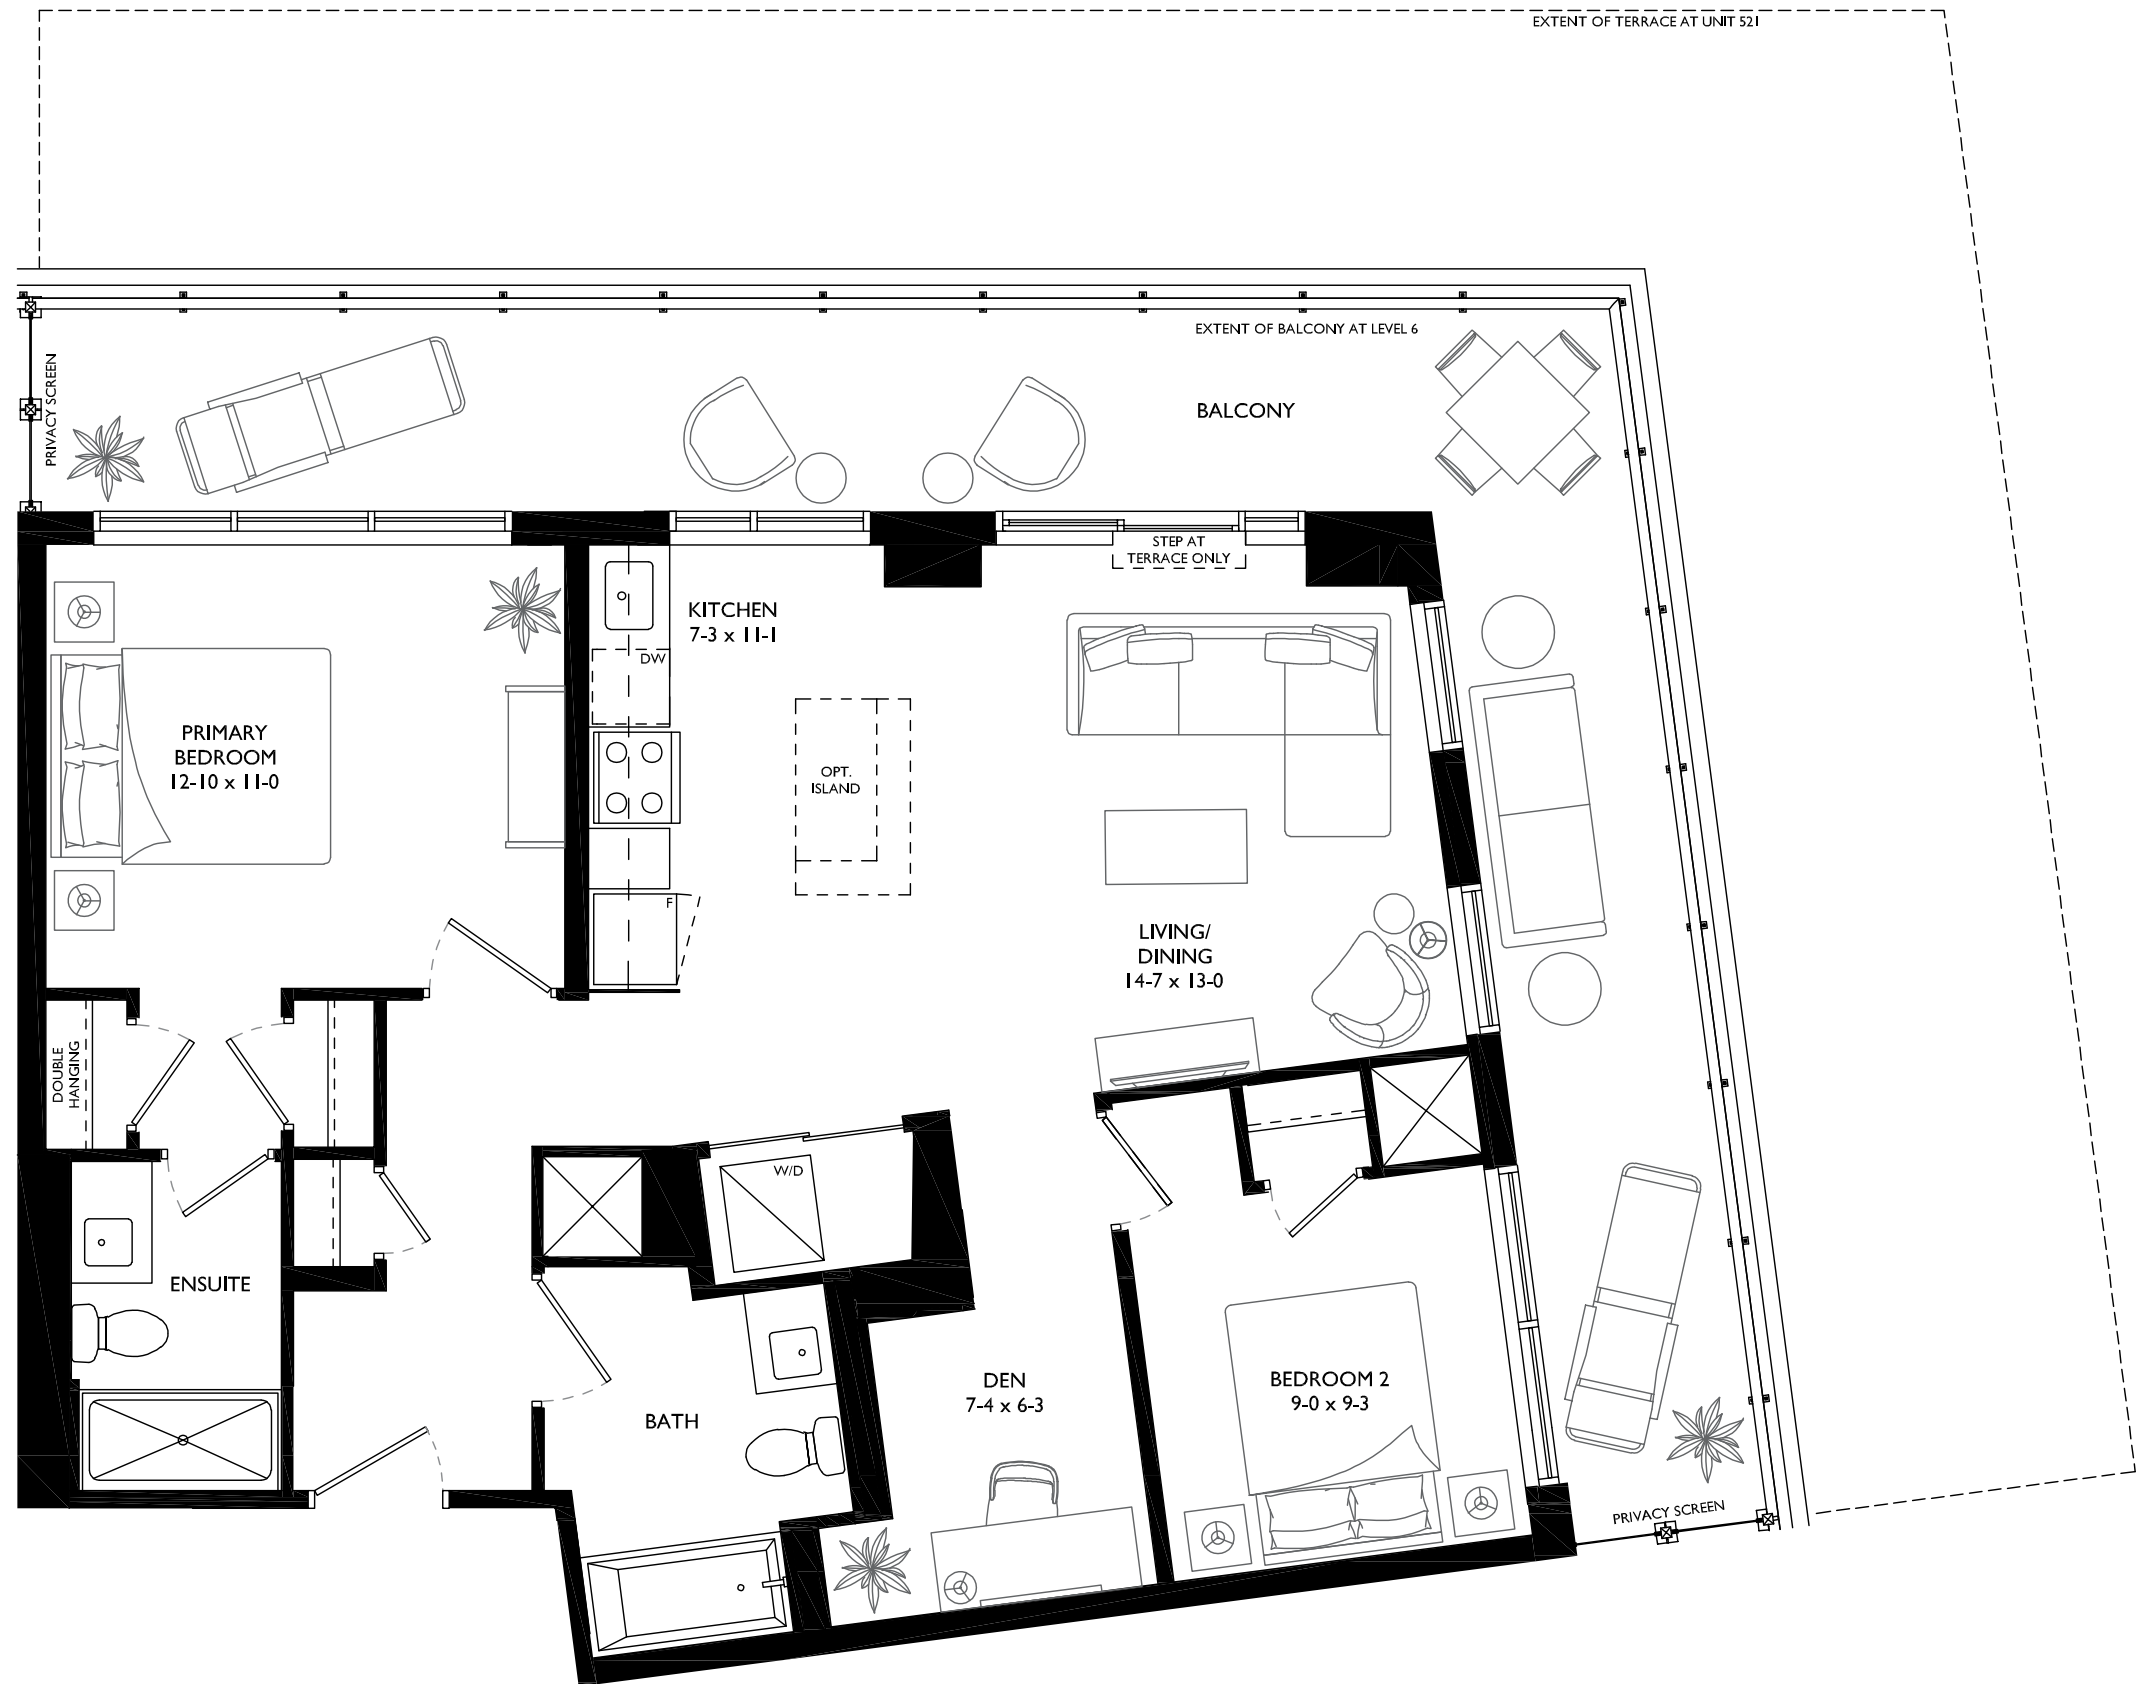 EXTENT OF TERRACE AT UNIT 521
EXTENT OF BALCONY AT LEVEL 6
PRIVACY SCREEN
BALCONY
STEP AT
TERRACE ONLY
KITCHEN
7-3 x 11-1
DW
PRIMARY
BEDROOM
12-10 x 11-0
OPT.
ISLAND
F
LIVING/
DINING
14-7 x 13-0
DOUBLE
HANGING
W/D
ENSUITE
BATH
DEN
7-4 x 6-3
BEDROOM 2
9-0 x 9-3
PRIVACY SCREEN